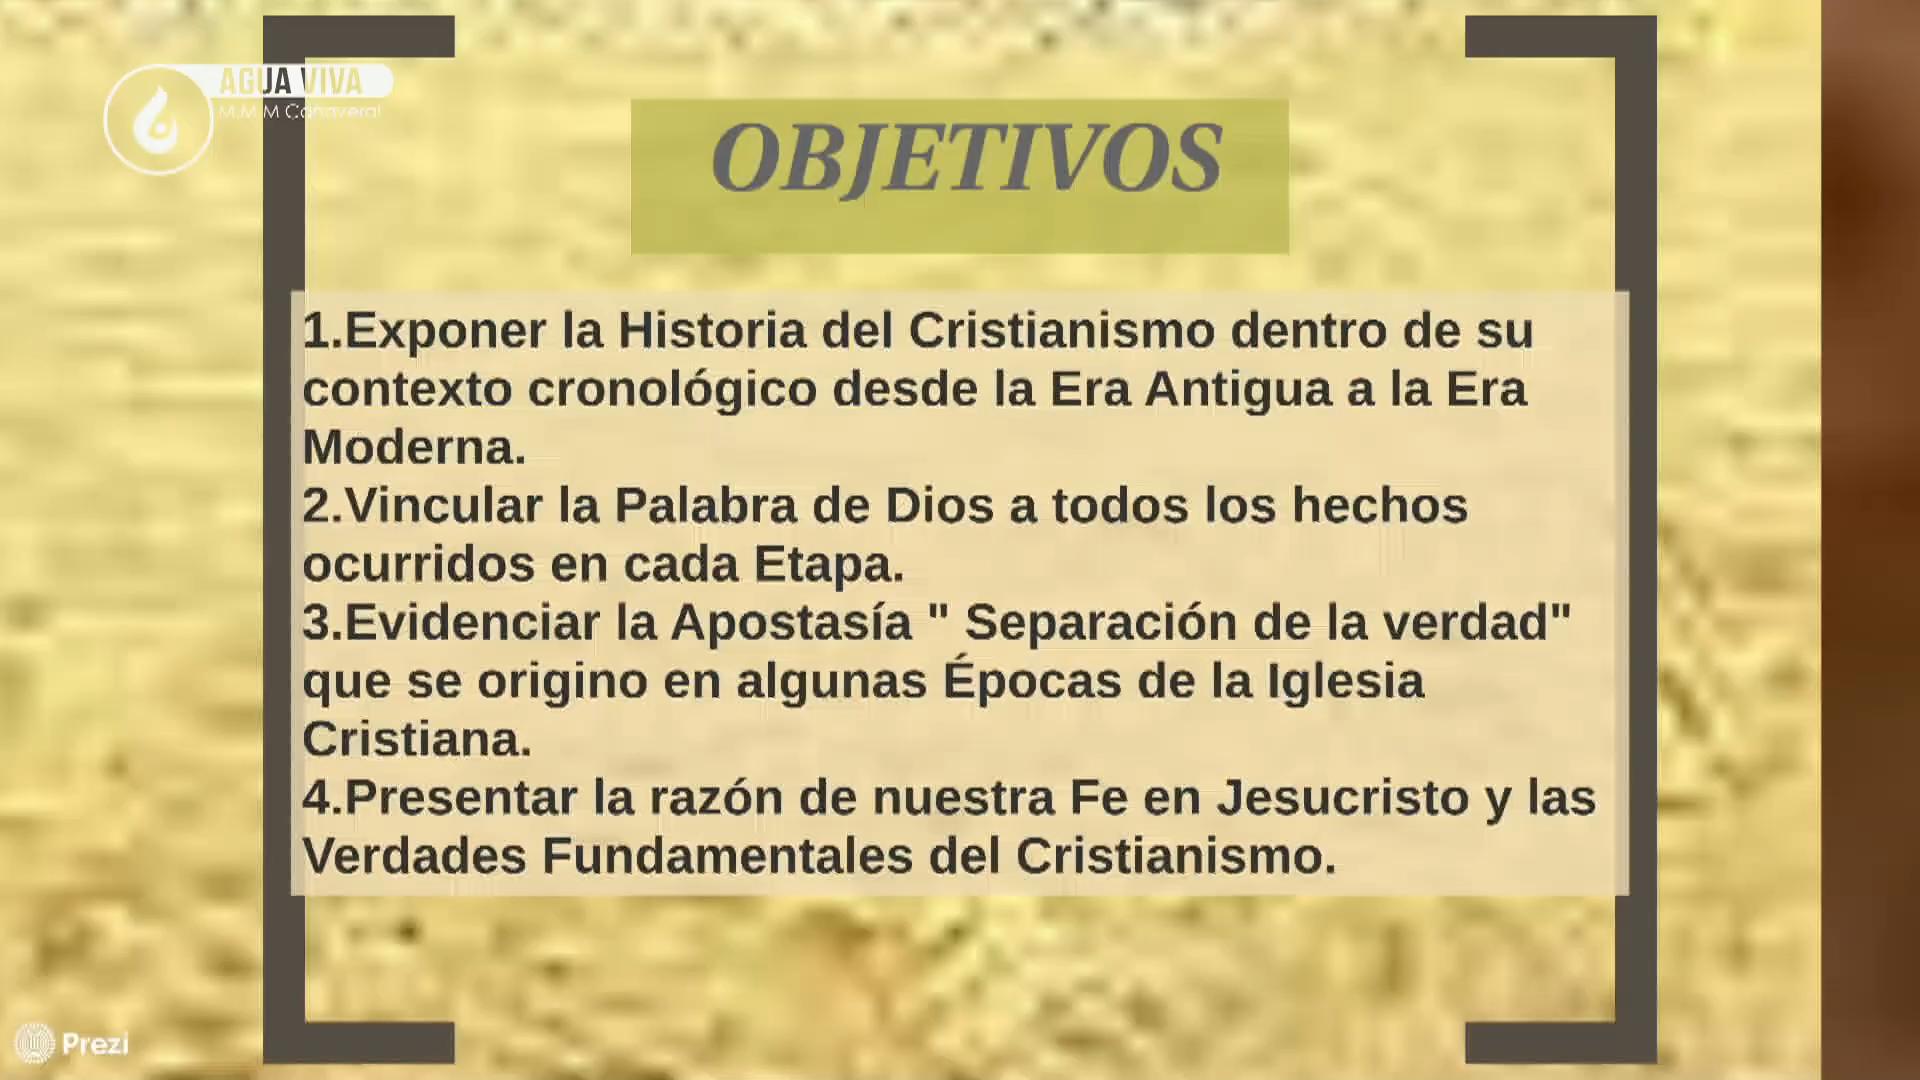 AGUA VIVA
M.M.M Cañaveral
OBJETIVOS
1.Exponer la Historia del Cristianismo dentro de su
contexto cronológico desde la Era Antigua a la Era
Moderna.
2.Vincular la Palabra de Dios a todos los hechos
ocurridos en cada Etapa.
3.Evidenciar la Apostasía " Separación de la verdad"
que se origino en algunas Épocas de la Iglesia
Cristiana.
4.Presentar la razón de nuestra Fe en Jesucristo y las
Verdades Fundamentales del Cristianismo.
Prezi